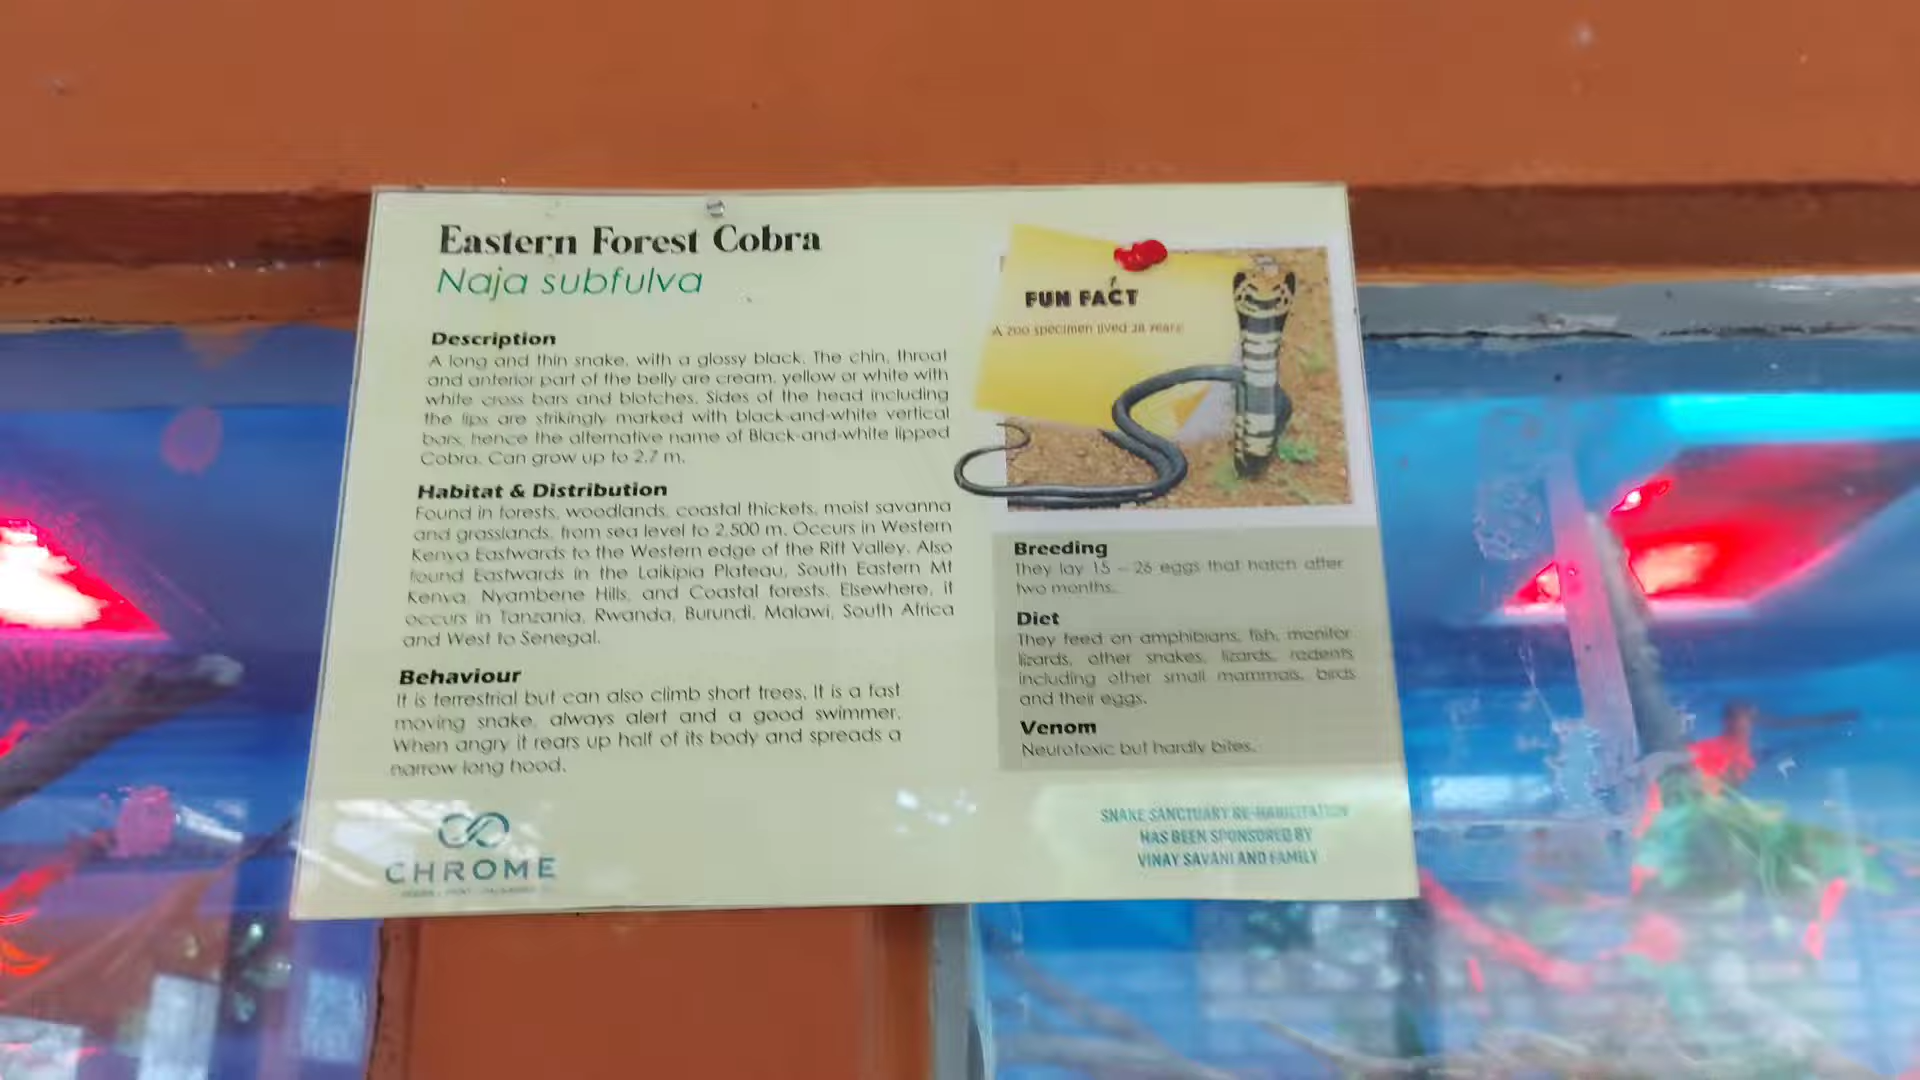 Eastern Forest Cobra
Naja subfulva
Description
A long and thin snake, with a glossy black. The chin, throat
and anterior part of the belly are cream, yellow or white with
white cross bars and blotches. Sides of the head including
the lips are strikingly marked with black-and-white vertical
bars, hence the alternative name of Black-and-white lipped
Cobra. Can grow up to 2.7 m.
Habitat & Distribution
Found in forests, woodlands, coastal thickets, moist savanna
and grasslands, from sea level to 2,500 m. Occurs in Western
Kenya Eastwards to the Western edge of the Rift Valley. Also
found Eastwards in the Laikipia Plateau, South Eastern Mt
Kenya, Nyambene Hills, and Coastal forests. Elsewhere, it
occurs in Tanzania, Rwanda, Burundi, Malawi, South Africa
and West to Senegal.
Behaviour
It is terrestrial but can also climb short trees. It is a fast
moving snake, always alert and a good swimmer.
When angry it rears up half of its body and spreads a
narrow long hood.
CHROME
FUN FACT
A zoo specimen lived 28 years
Breeding
They lay 15 – 26 eggs that hatch after
two months.
Diet
They feed on amphibians, fish, monitor
lizards, other snakes, lizards, rodents
including other small mammals, birds
and their eggs.
Venom
Neurotoxic but hardly bites.
SNAKE SANCTUARY RE-HABILITATION
HAS BEEN SPONSORED BY
VINAY SAVANI AND FAMILY